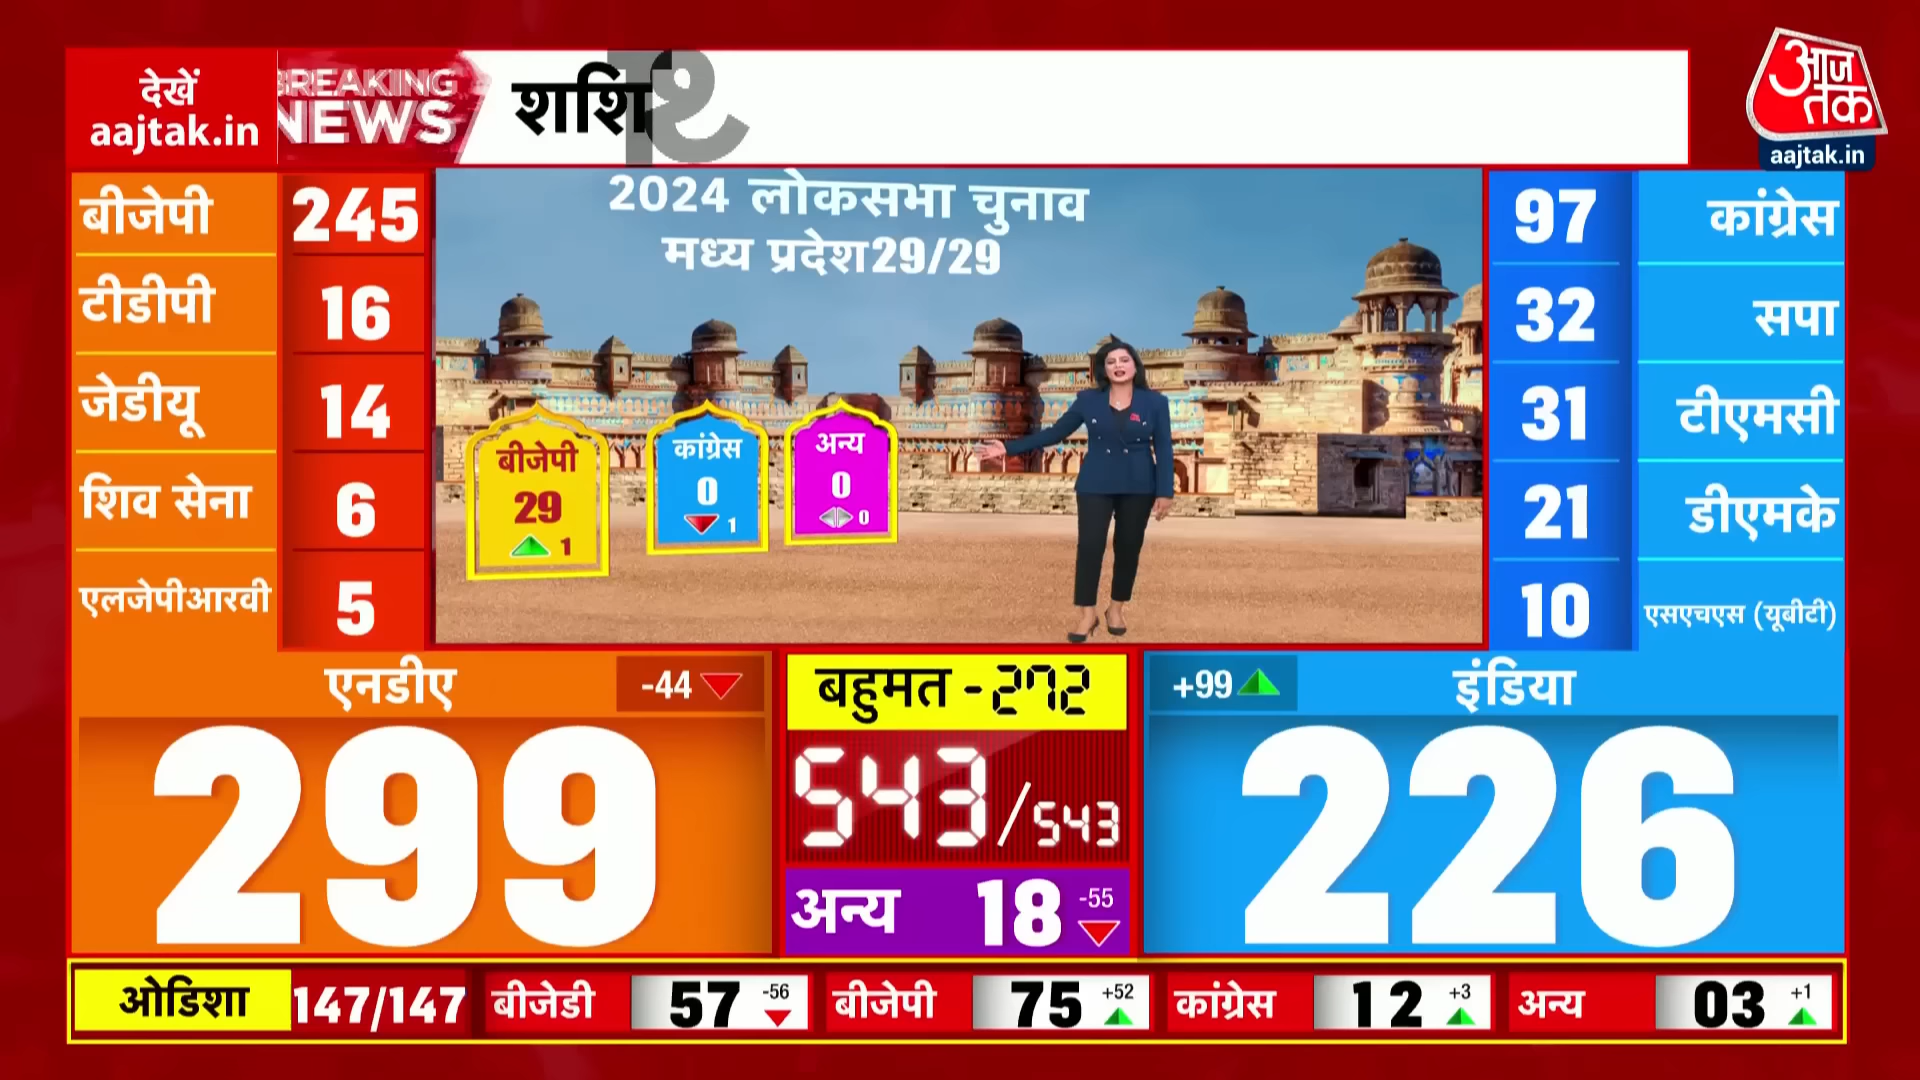 देखें
aajtak.in
BREAKING
NEWS
शशि
आज
तक
aajtak.in
बीजेपी 245
टीडीपी 16
जेडीयू 14
शिव सेना 6
एलजेपीआरवी 5
2024 लोकसभा चुनाव
मध्य प्रदेश 29/29
बीजेपी
29
1
कांग्रेस
0
1
अन्य
0
0
97 कांग्रेस
32 सपा
31 टीएमसी
21 डीएमके
10 एसएचएस (यूबीटी)
एनडीए -44
299
बहुमत - 272
543/543
अन्य 18 -55
+99 इंडिया
226
ओडिशा 147/147 बीजेडी 57 -56 बीजेपी 75 +52 कांग्रेस 12 +3 अन्य 03 +1